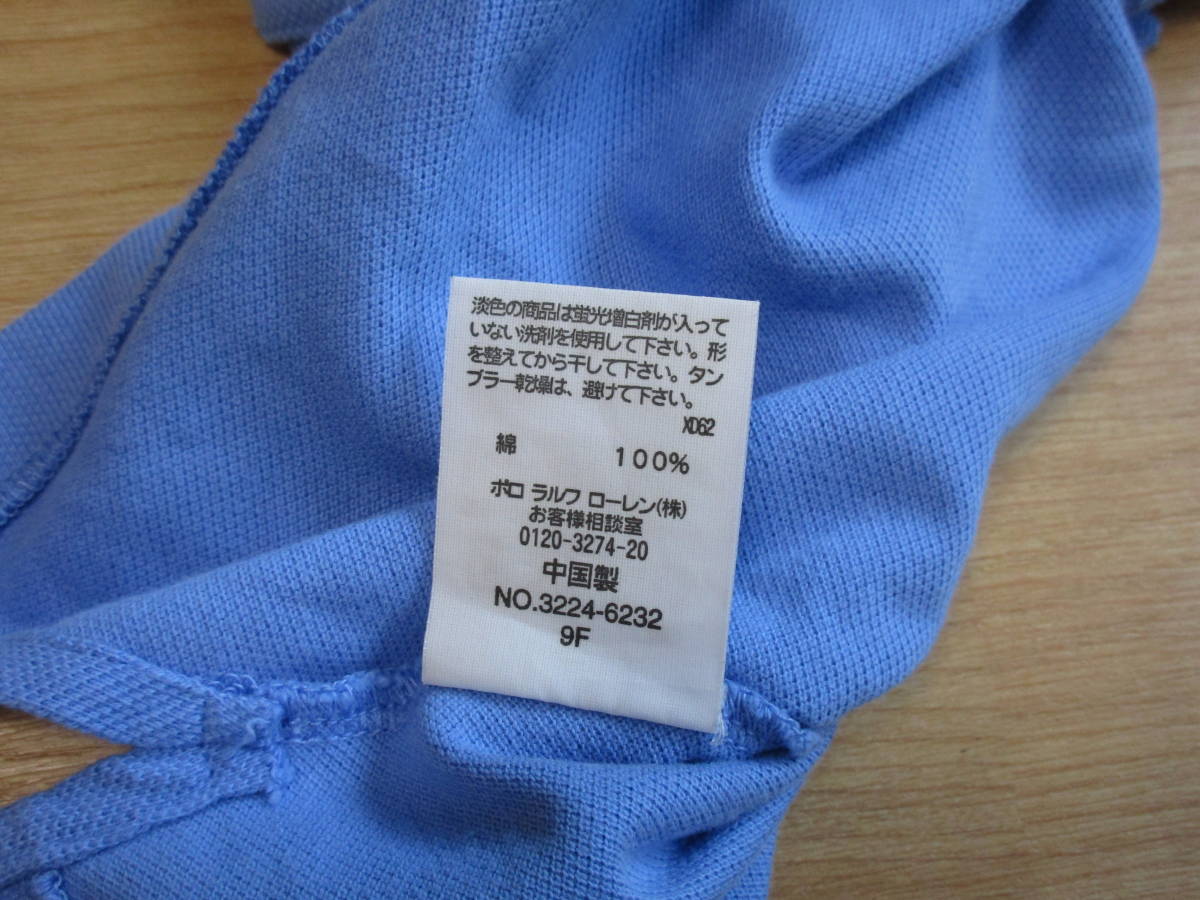 淡色の商品は蛍光増白剤が入って
いない洗剤を使用して下さい。形
を整えてから干して下さい。タン
ブラー乾燥は、避けて下さい。
XD62
綿 100%
ポロ ラルフ ローレン(株)
お客様相談室
0120-3274-20
中国製
NO.3224-6232
9F